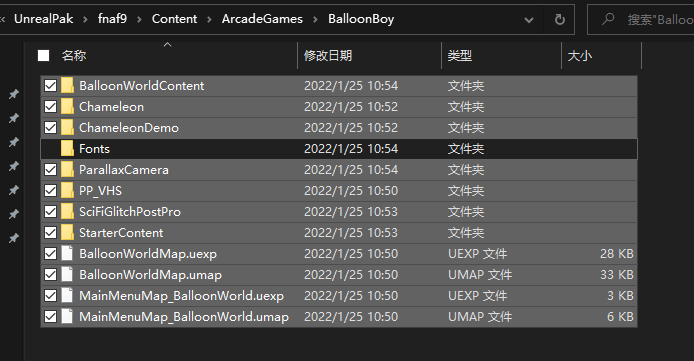 UnrealPak > fnaf9 > Content > ArcadeGames > BalloonBoy
搜索"Balloo
名称 修改日期 类型 大小
BalloonWorldContent 2022/1/25 10:54 文件夹
Chameleon 2022/1/25 10:52 文件夹
ChameleonDemo 2022/1/25 10:52 文件夹
Fonts 2022/1/25 10:54 文件夹
ParallaxCamera 2022/1/25 10:54 文件夹
PP_VHS 2022/1/25 10:50 文件夹
SciFiGlitchPostPro 2022/1/25 10:53 文件夹
StarterContent 2022/1/25 10:53 文件夹
BalloonWorldMap.uexp 2022/1/25 10:50 UEXP 文件 28 KB
BalloonWorldMap.umap 2022/1/25 10:50 UMAP 文件 33 KB
MainMenuMap_BalloonWorld.uexp 2022/1/25 10:50 UEXP 文件 3 KB
MainMenuMap_BalloonWorld.umap 2022/1/25 10:50 UMAP 文件 6 KB